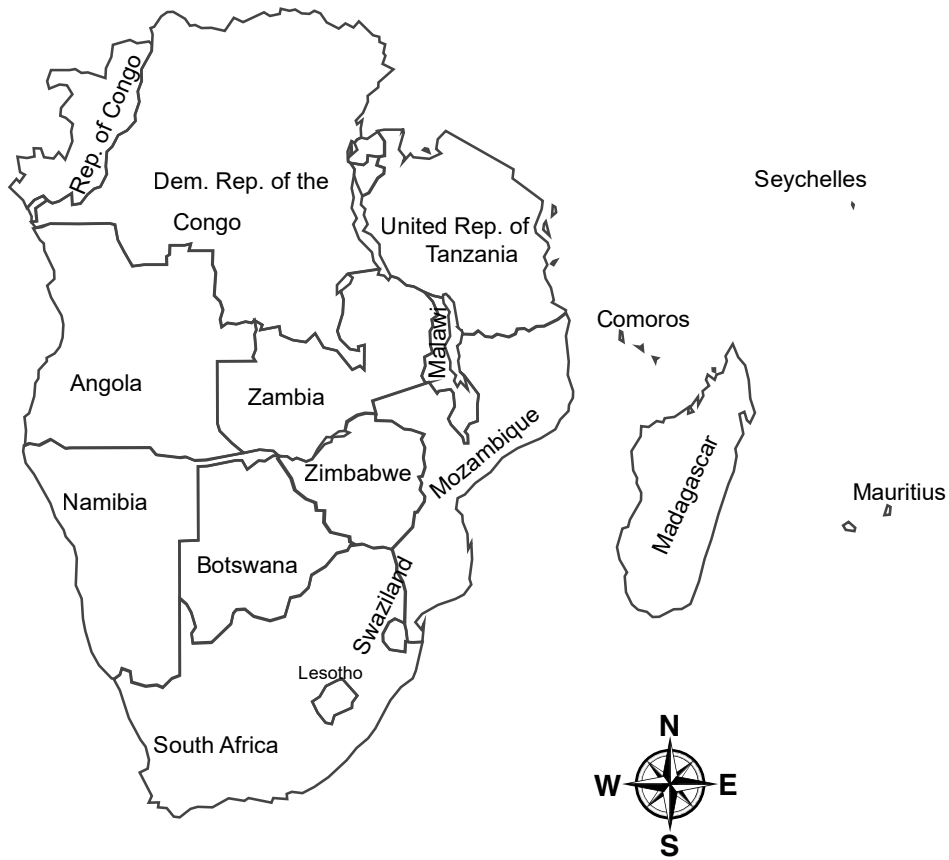 Rep. of Congo
Dem. Rep. of the
Congo
Seychelles
United Rep. of
Tanzania
Comoros
Malawi
Angola
Zambia
Mozambique
Zimbabwe
Madagascar
Mauritius
Namibia
Botswana
Swaziland
Lesotho
South Africa
N
W
E
S